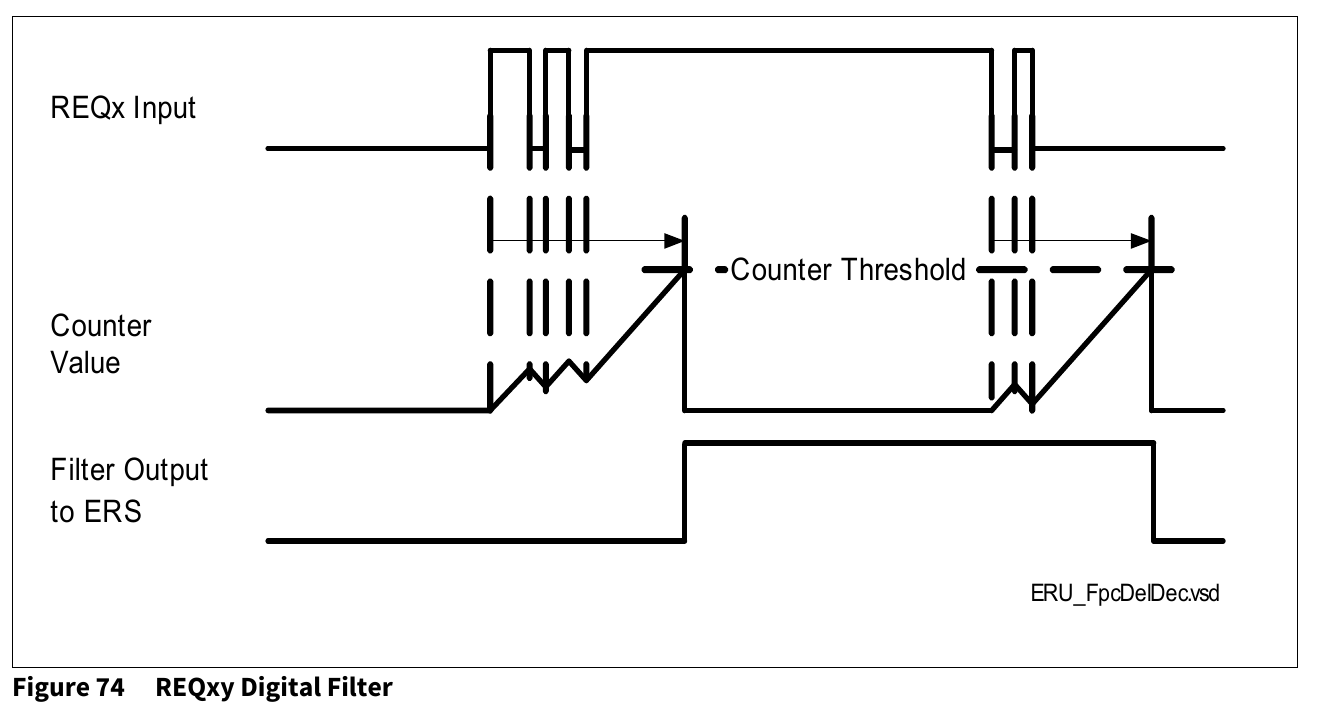 REQx Input
Counter Threshold
Counter
Value
Filter Output
to ERS
ERU_FpcDelDec.vsd
Figure 74 REQxy Digital Filter